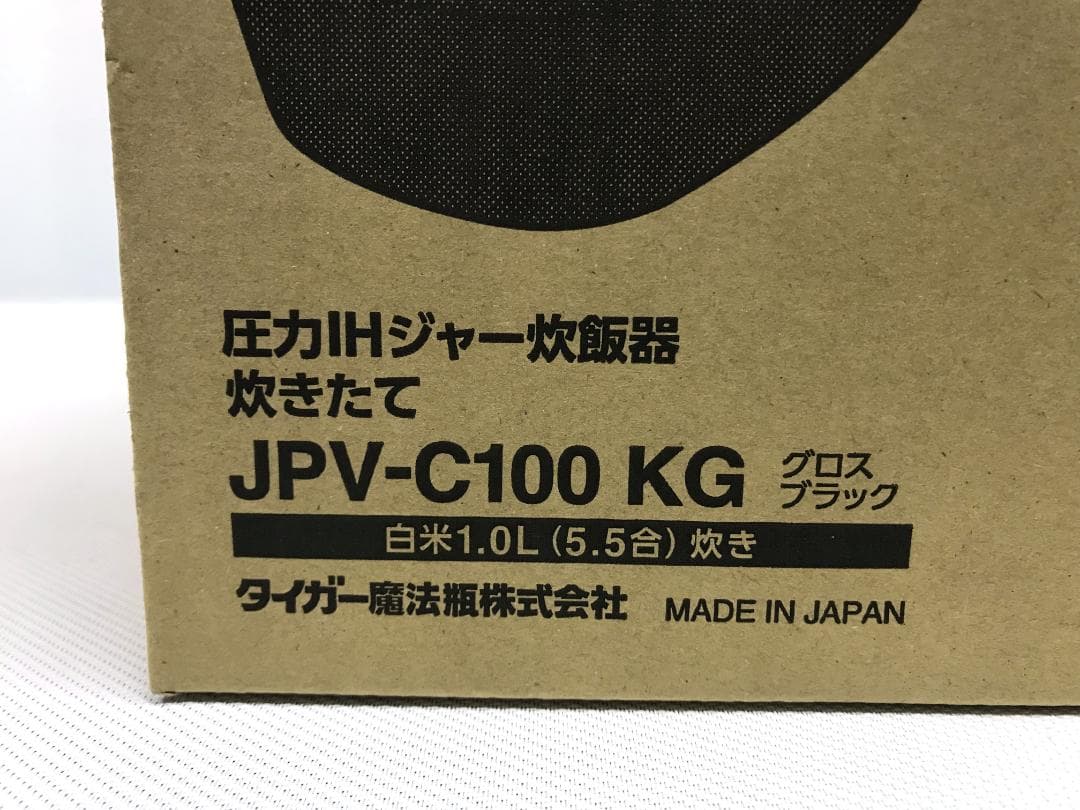 圧力IHジャー炊飯器
炊きたて
JPV-C100 KG グロス
ブラック
白米1.0L(5.5合)炊き
タイガー魔法瓶株式会社 MADE IN JAPAN